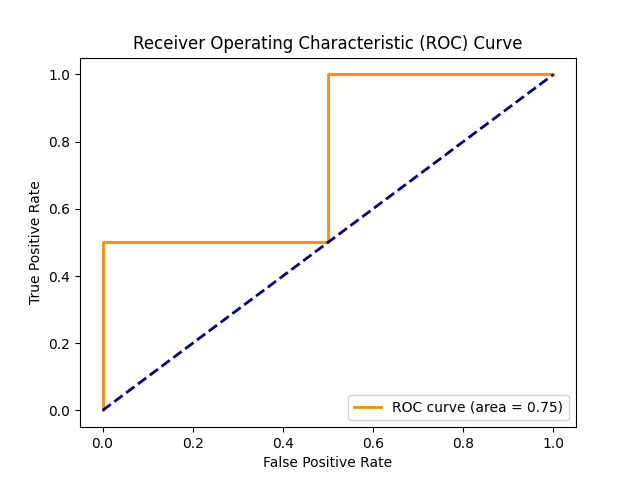 Receiver Operating Characteristic (ROC) Curve
1.0
0.8
0.6
0.4
0.2
0.0
True Positive Rate
ROC curve (area = 0.75)
0.0 0.2 0.4 0.6 0.8 1.0
False Positive Rate